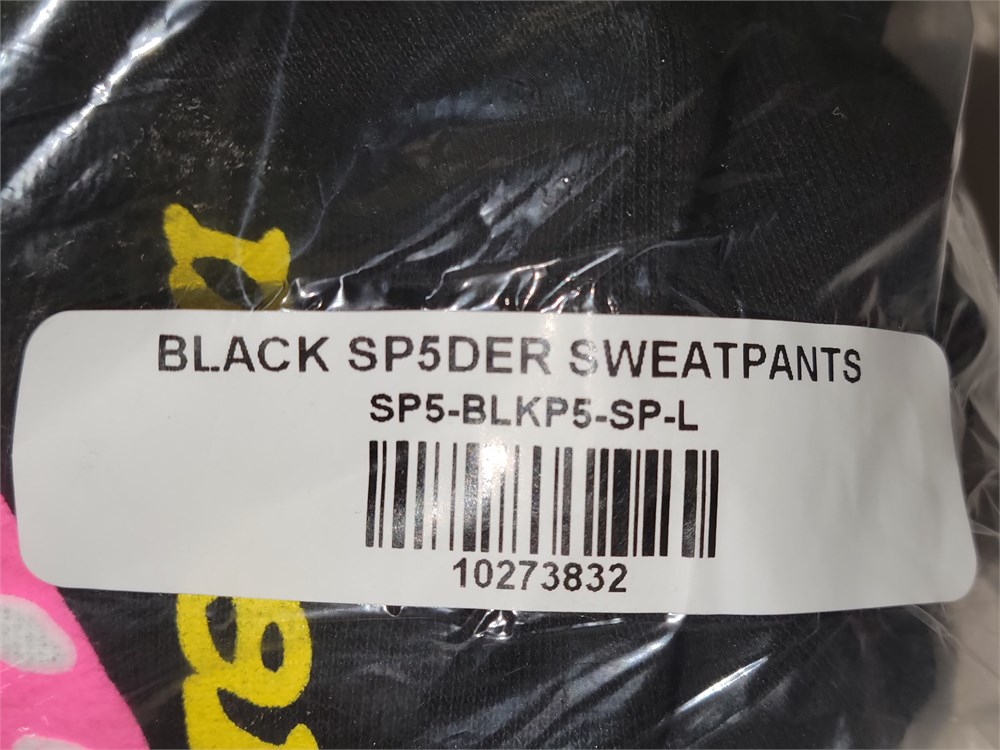 BLACK SP5DER SWEATPANTS
SP5-BLKP5-SP-L
10273832